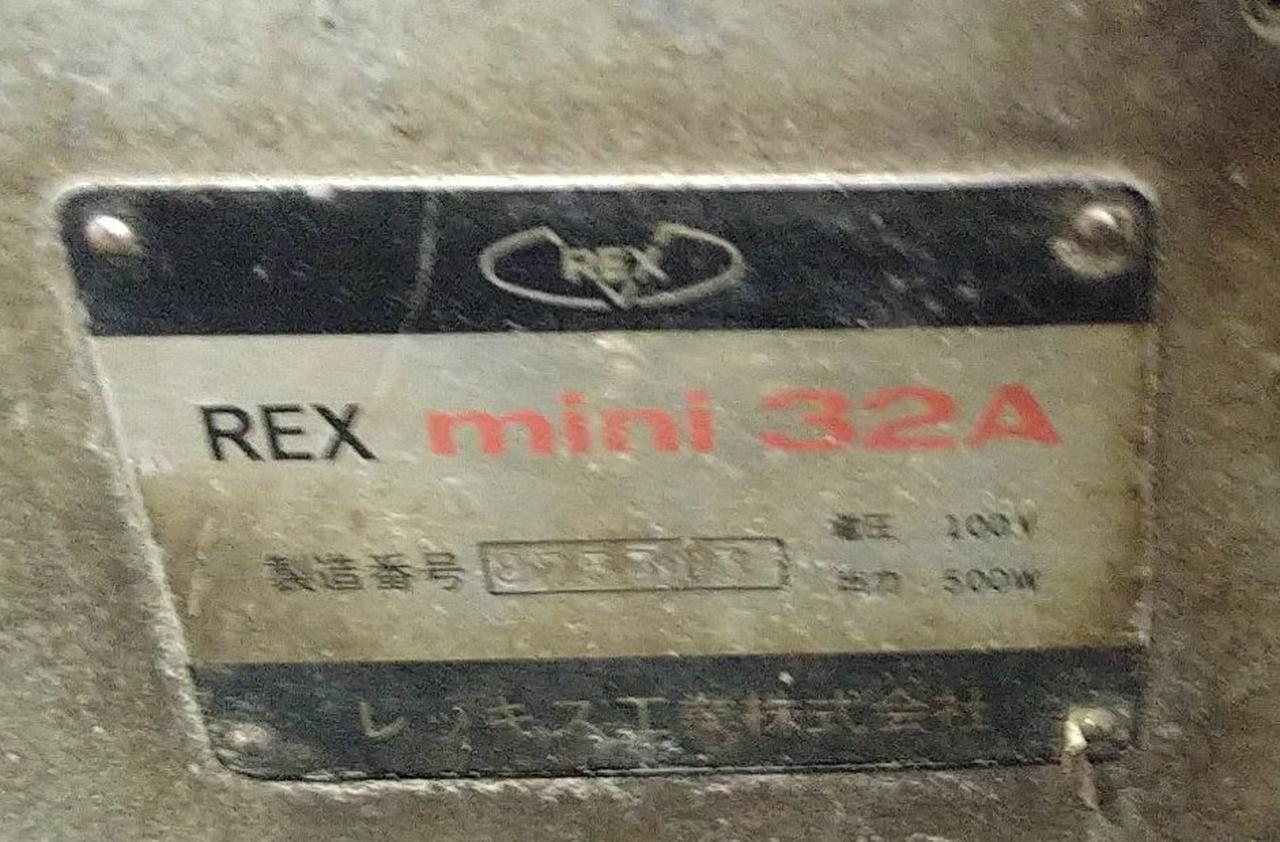 REX
REX mini 32A
製造番号
電圧 100V
出力 500W
レッキス工業株式会社